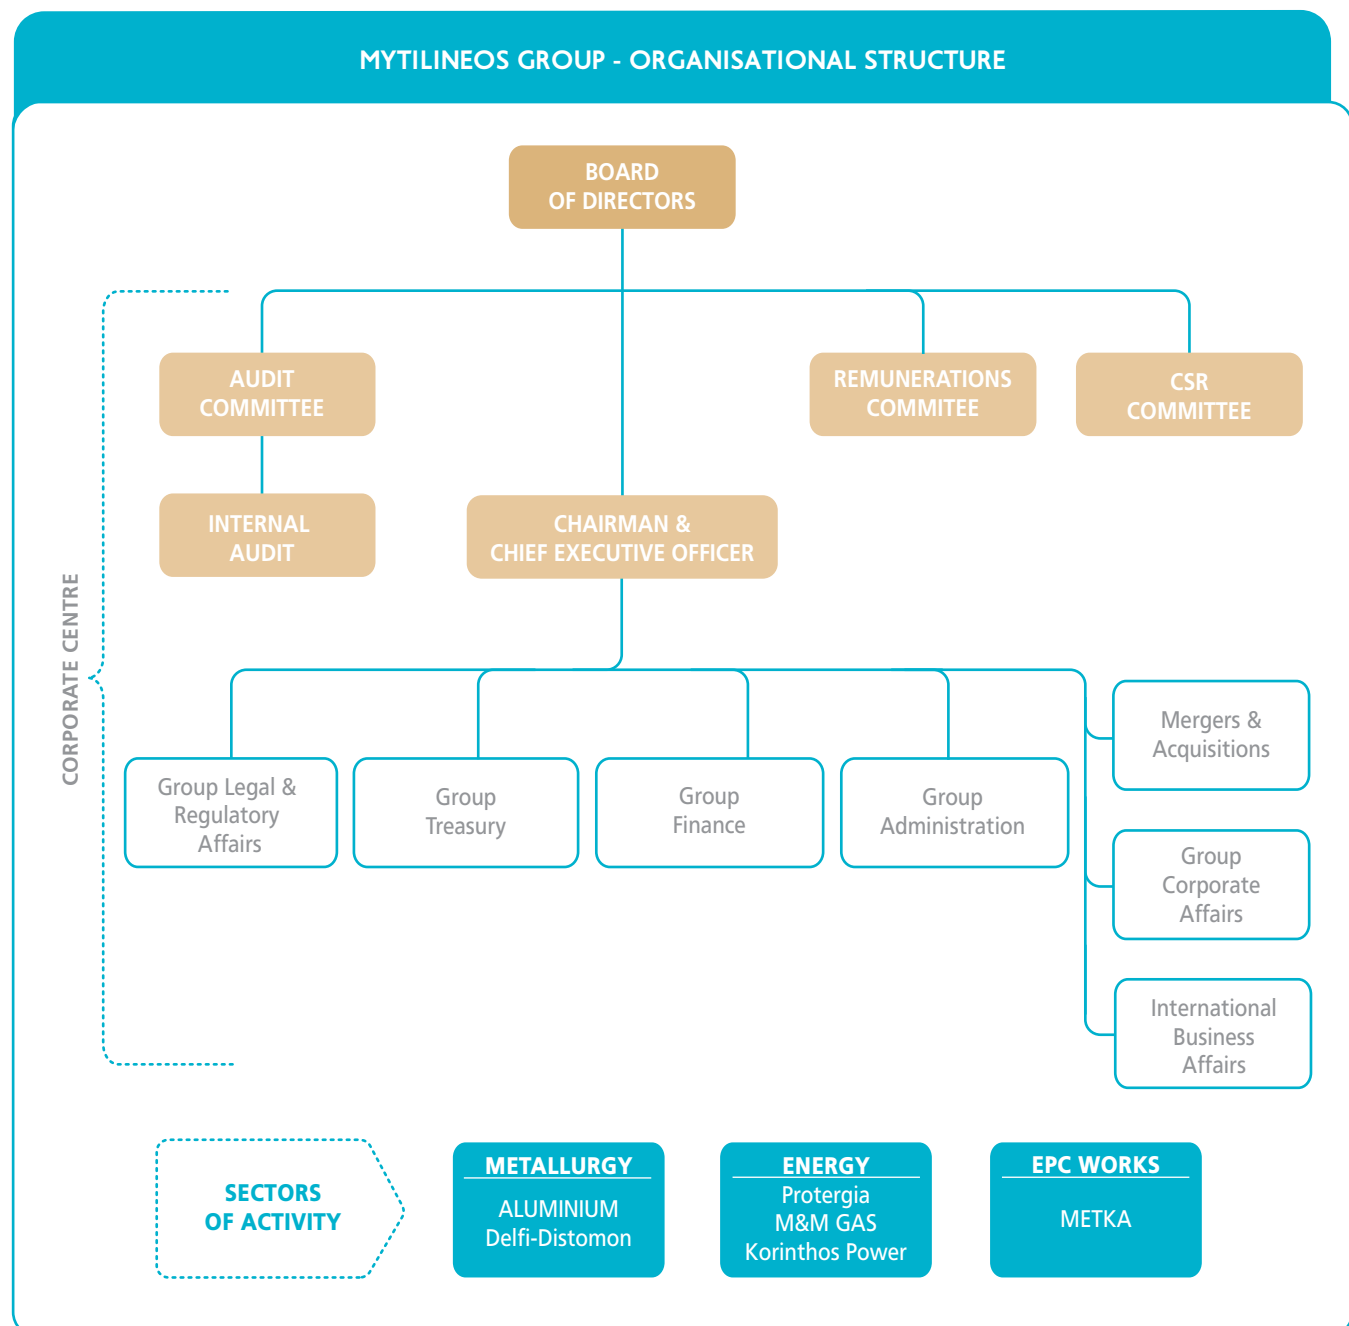 MYTILINEOS GROUP - ORGANISATIONAL STRUCTURE
BOARD
OF DIRECTORS
AUDIT
COMMITTEE
REMUNERATIONS
COMMITEE
CSR
COMMITTEE
INTERNAL
AUDIT
CHAIRMAN &
CHIEF EXECUTIVE OFFICER
CORPORATE CENTRE
Group Legal &
Regulatory
Affairs
Group
Treasury
Group
Finance
Group
Administration
Mergers &
Acquisitions
Group
Corporate
Affairs
International
Business
Affairs
SECTORS
OF ACTIVITY
METALLURGY
ALUMINIUM
Delfi-Distomon
ENERGY
Protergia
M&M GAS
Korinthos Power
EPC WORKS
METKA